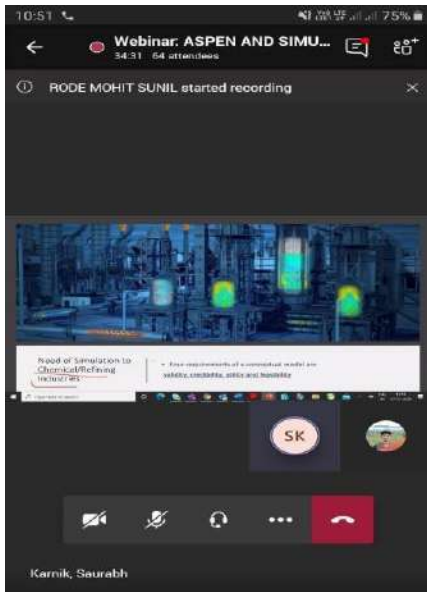 10:51 75%
Webinar: ASPEN AND SIMU...
34:31 64 attendees
RODE MOHIT SUNIL started recording
Need of Simulation to
Chemical/Refining
Industries
• Four requirements of a conceptual model are
validity, credibility, utility and feasibility
SK
Karnik, Saurabh